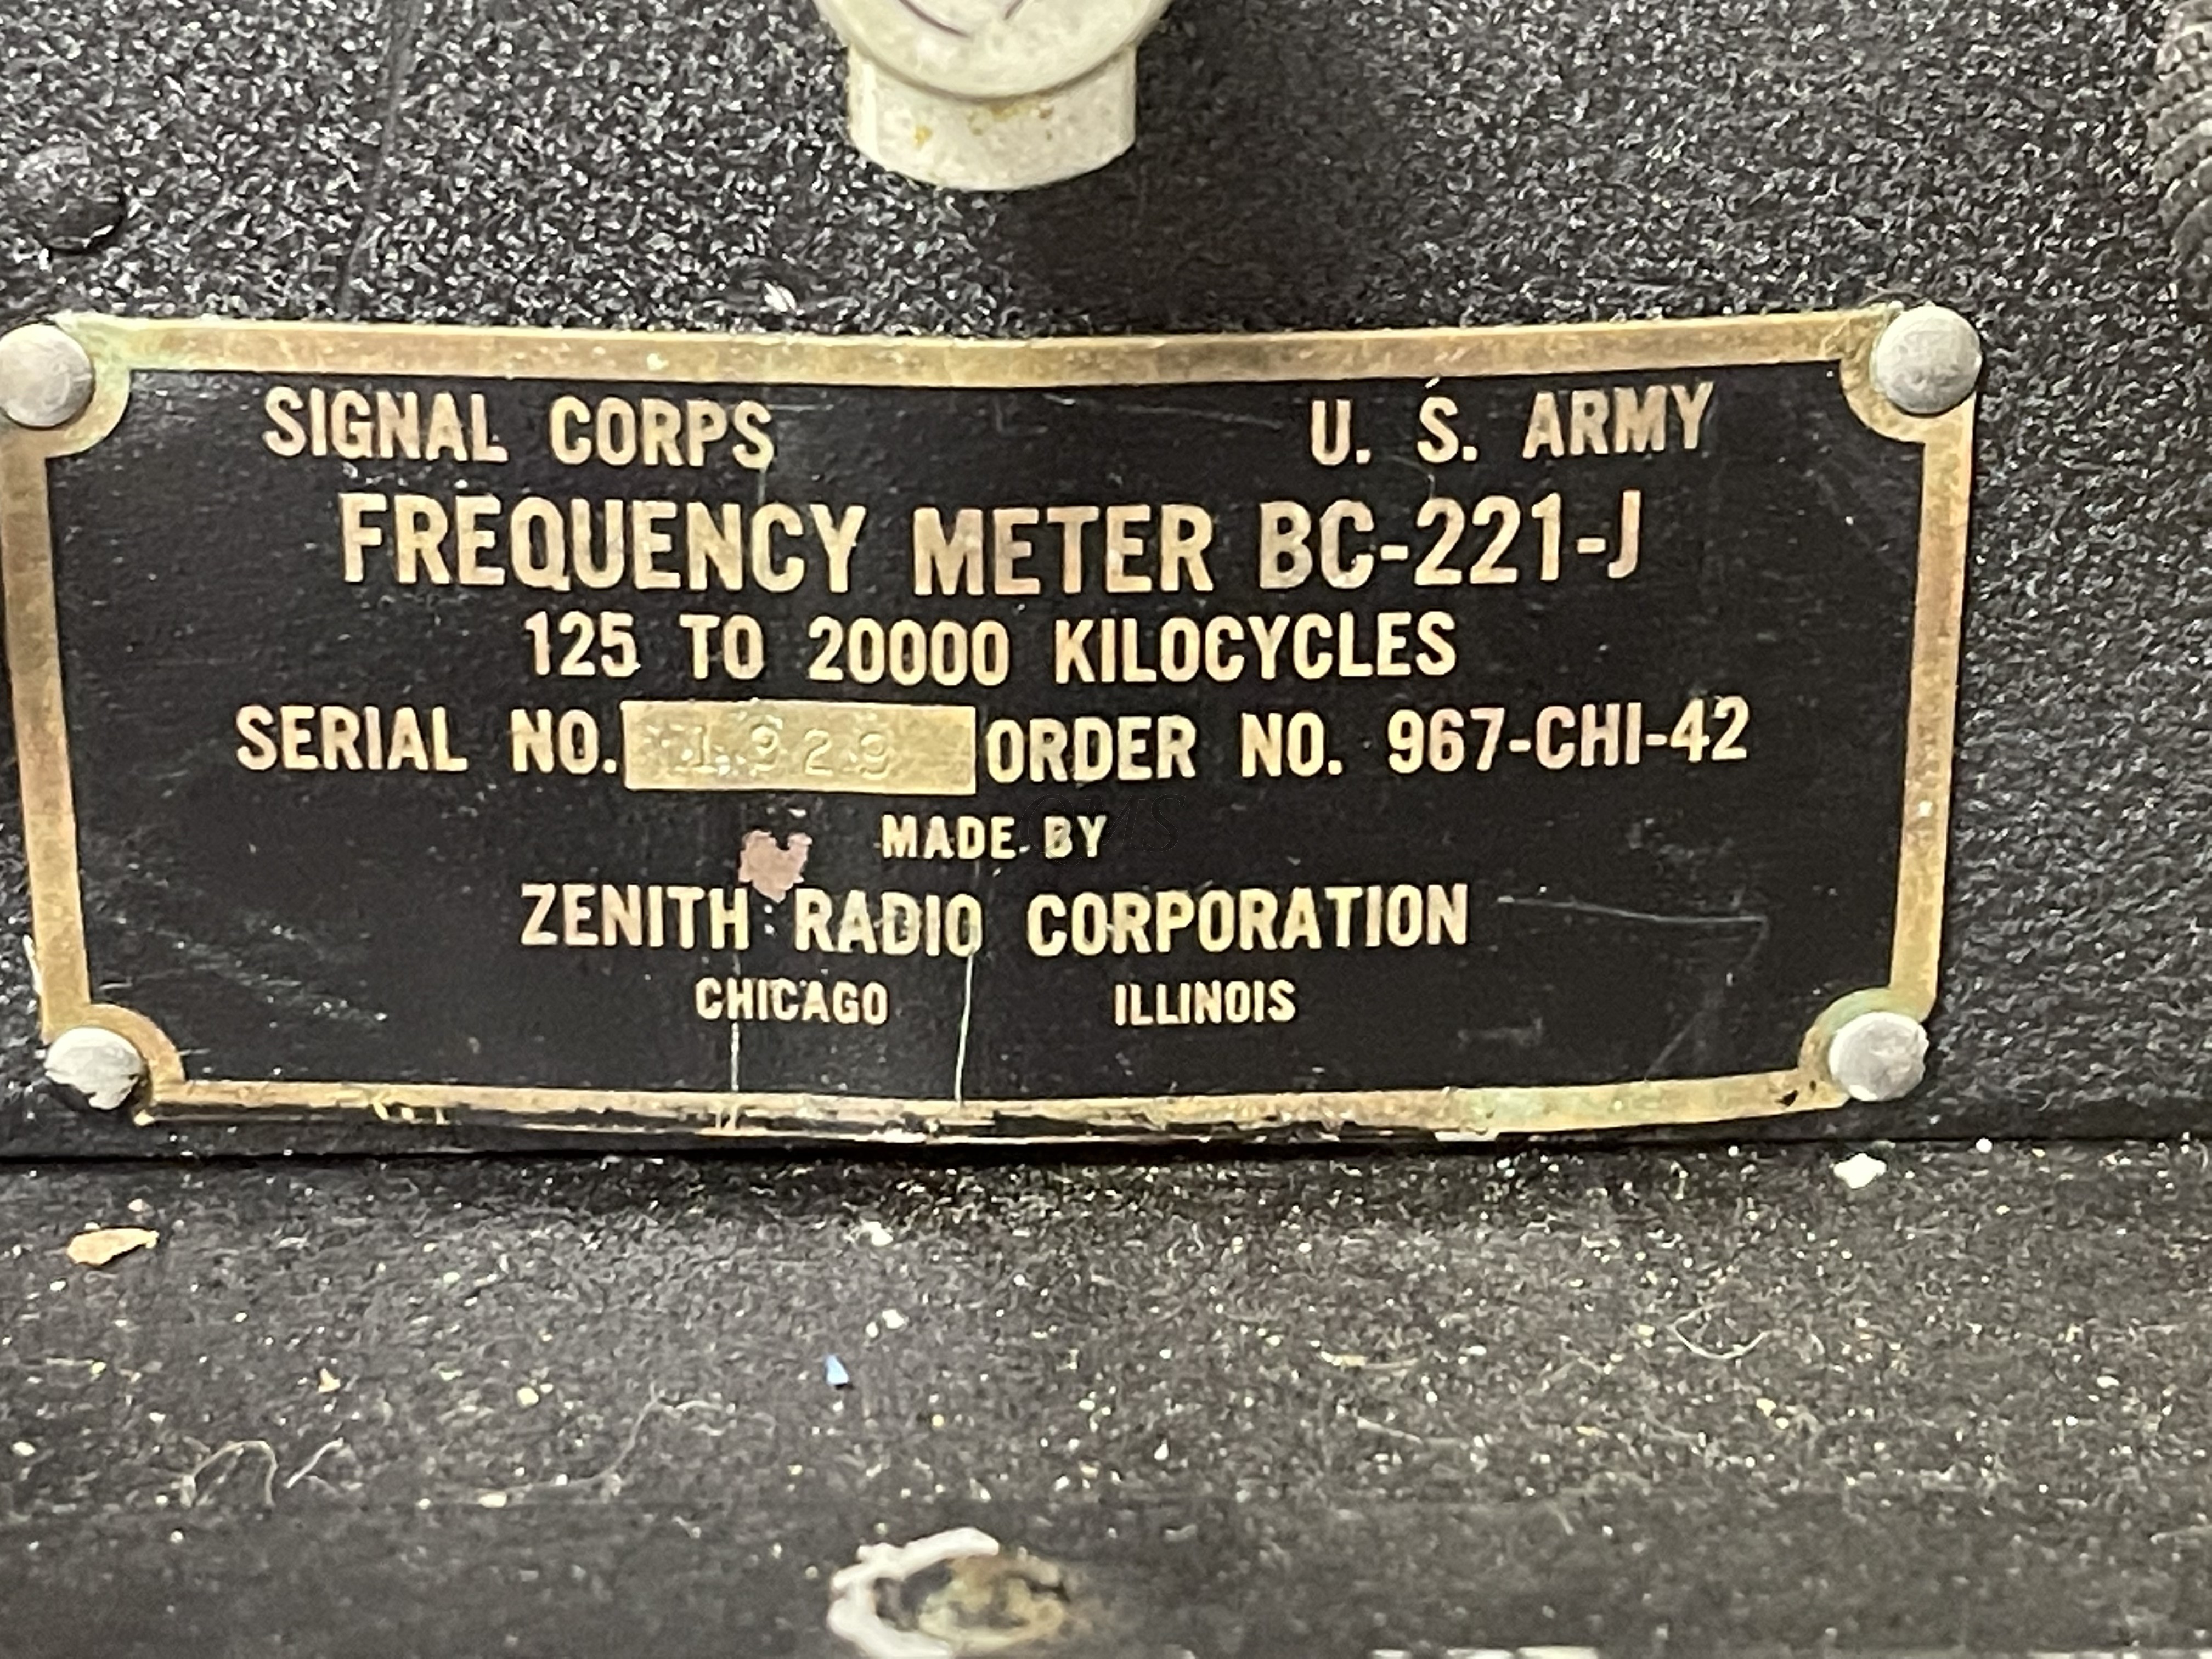 SIGNAL CORPS U. S. ARMY
FREQUENCY METER BC-221-J
125 TO 20000 KILOCYCLES
SERIAL NO. 1929 ORDER NO. 967-CHI-42
MADE BY
ZENITH RADIO CORPORATION
CHICAGO ILLINOIS